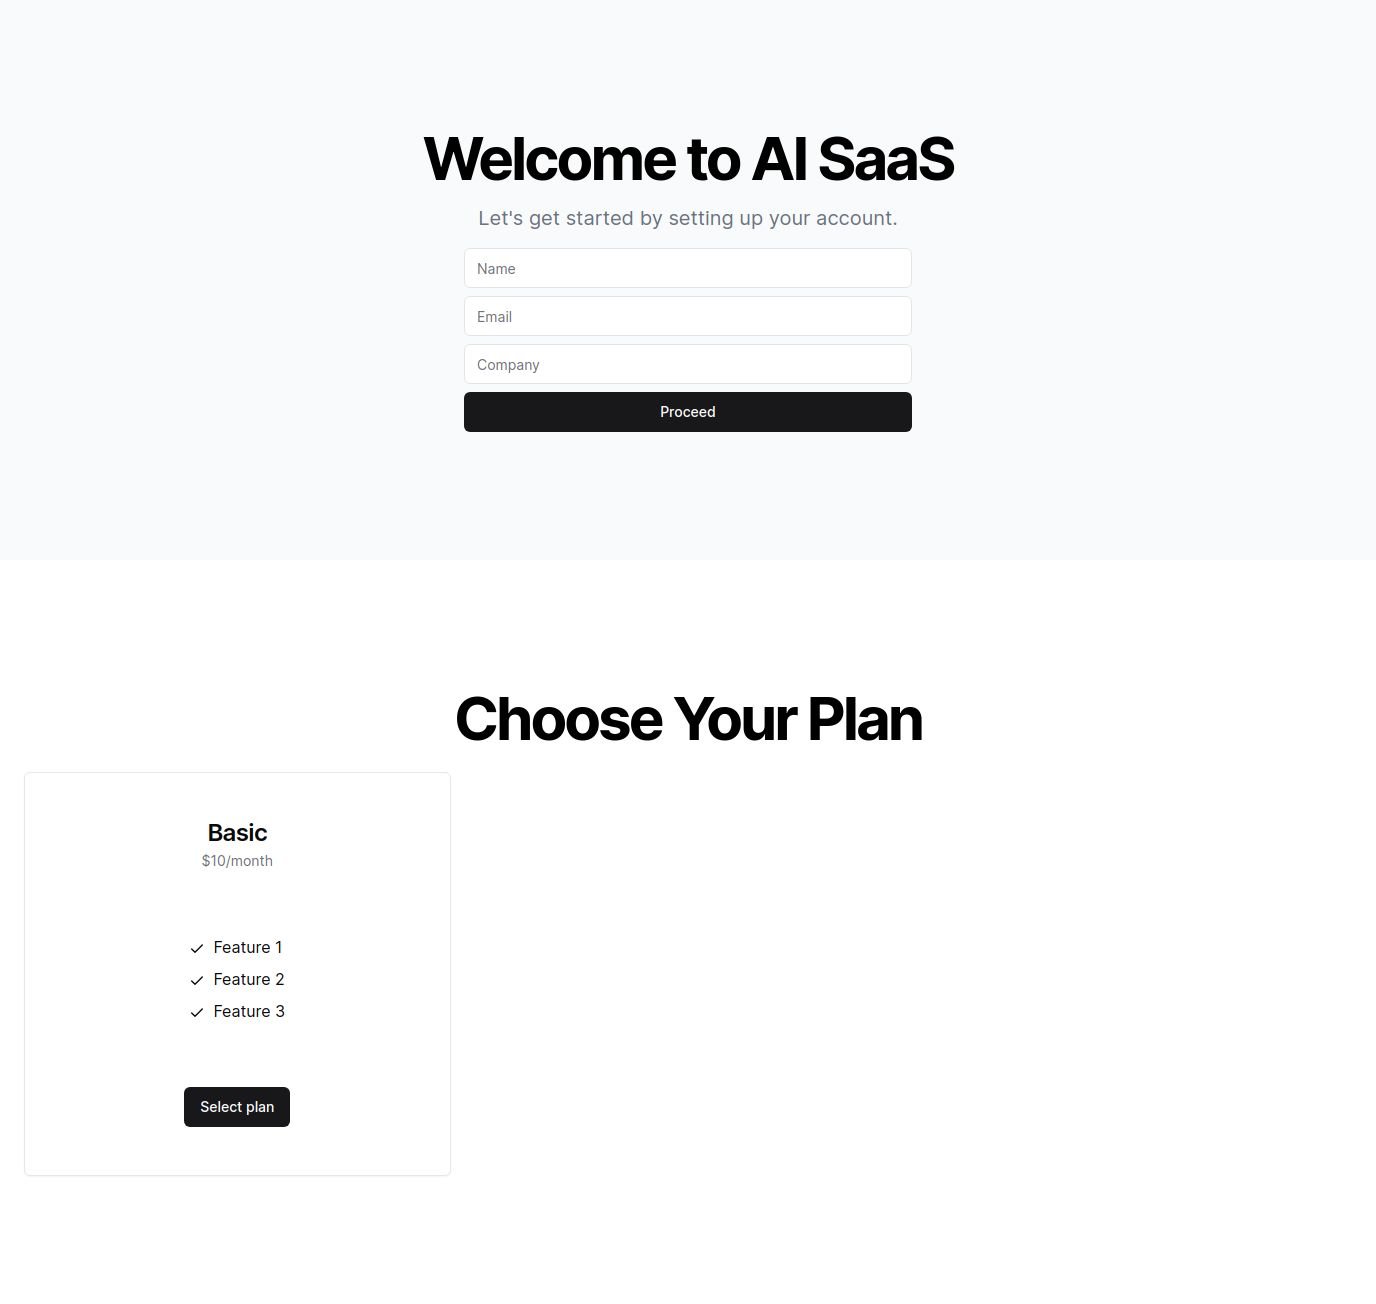 Welcome to AI SaaS
Let's get started by setting up your account.
Name
Email
Company
Proceed
Choose Your Plan
Basic
$10/month
Feature 1
Feature 2
Feature 3
Select plan